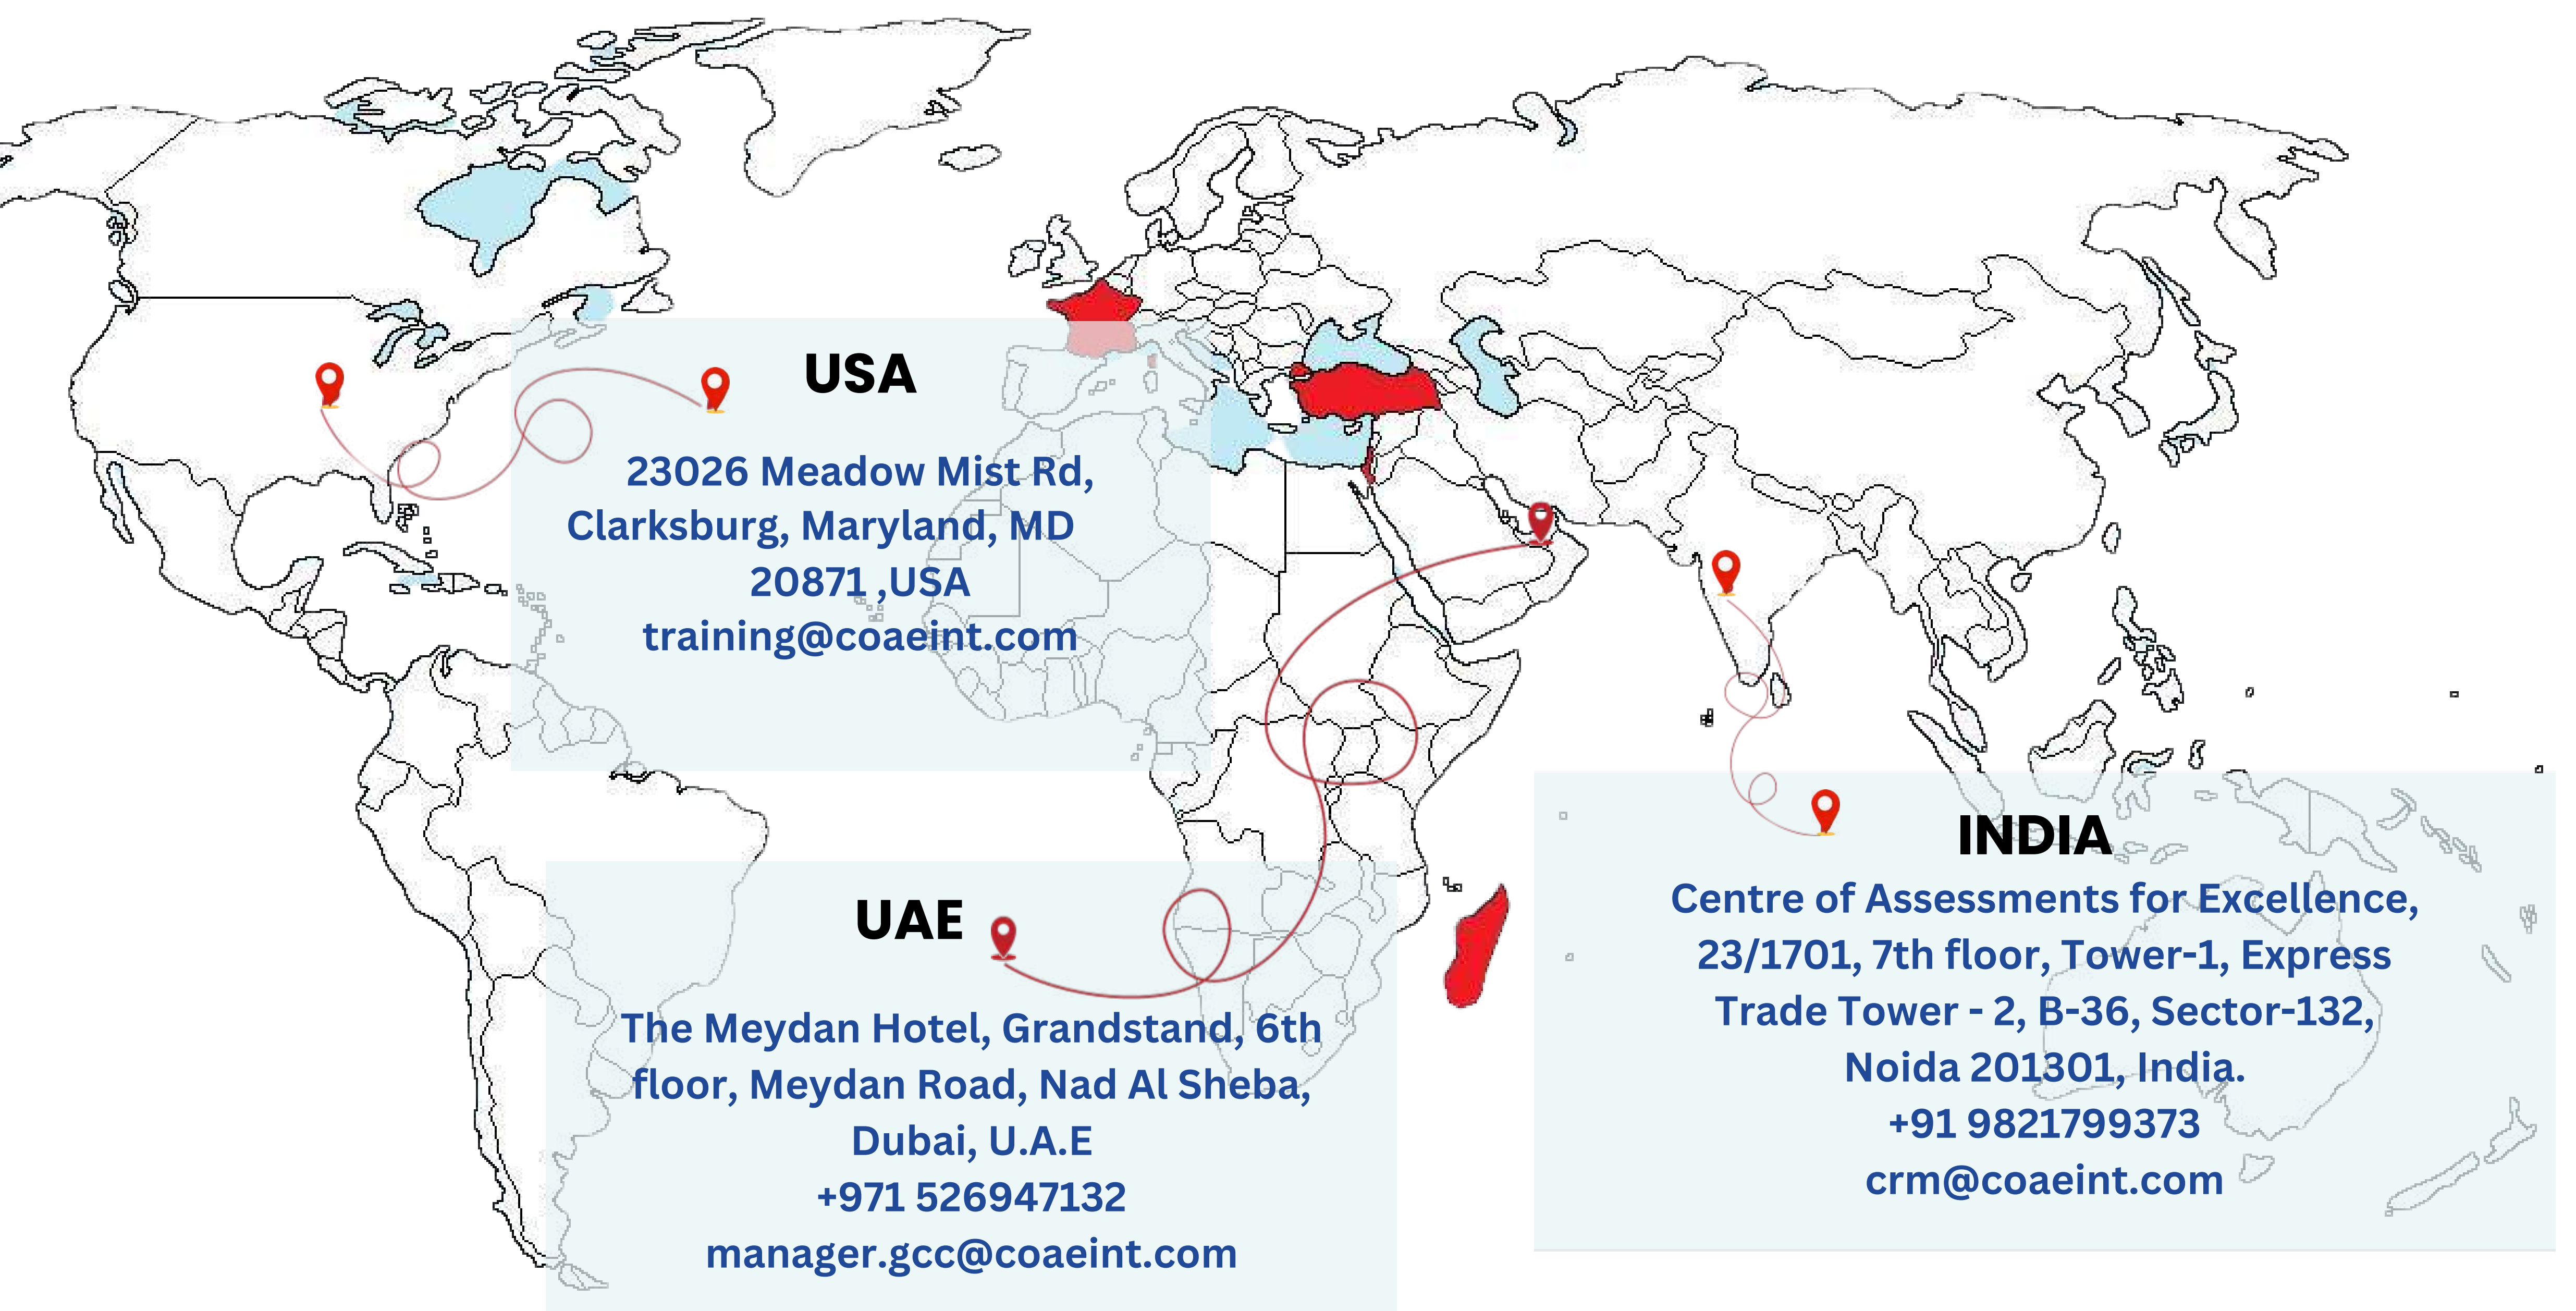 USA
23026 Meadow Mist Rd,
Clarksburg, Maryland, MD
20871 ,USA
training@coaeint.com
UAE
The Meydan Hotel, Grandstand, 6th
floor, Meydan Road, Nad Al Sheba,
Dubai, U.A.E
+971 526947132
manager.gcc@coaeint.com
INDIA
Centre of Assessments for Excellence,
23/1701, 7th floor, Tower-1, Express
Trade Tower - 2, B-36, Sector-132,
Noida 201301, India.
+91 9821799373
crm@coaeint.com